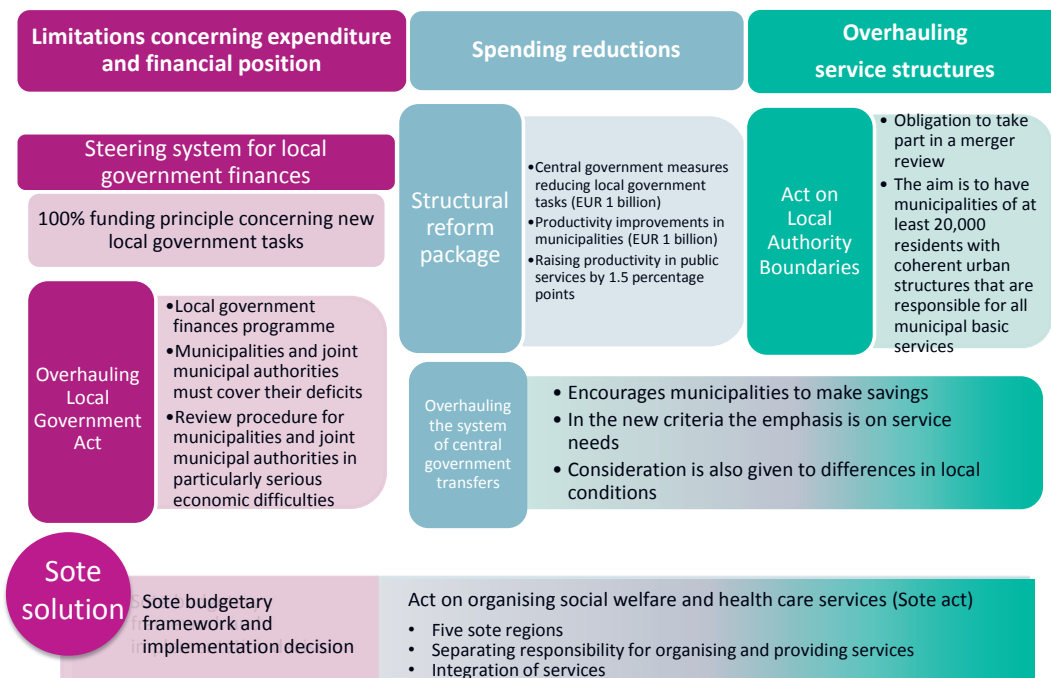 Limitations concerning expenditure
and financial position
Spending reductions
Overhauling
service structures
Steering system for local
government finances
100% funding principle concerning new
local government tasks
Overhauling
Local
Government
Act
•Local government
finances programme
•Municipalities and joint
municipal authorities
must cover their deficits
•Review procedure for
municipalities and joint
municipal authorities in
particularly serious
economic difficulties
Structural
reform
package
•Central government measures
reducing local government
tasks (EUR 1 billion)
•Productivity improvements in
municipalities (EUR 1 billion)
•Raising productivity in public
services by 1.5 percentage
points
Act on
Local
Authority
Boundaries
• Obligation to take
part in a merger
review
• The aim is to have
municipalities of at
least 20,000
residents with
coherent urban
structures that are
responsible for all
municipal basic
services
Overhauling
the system
of central
government
transfers
• Encourages municipalities to make savings
• In the new criteria the emphasis is on service
needs
• Consideration is also given to differences in local
conditions
Sote
solution
Sote budgetary
framework and
implementation decision
Act on organising social welfare and health care services (Sote act)
• Five sote regions
• Separating responsibility for organising and providing services
• Integration of services